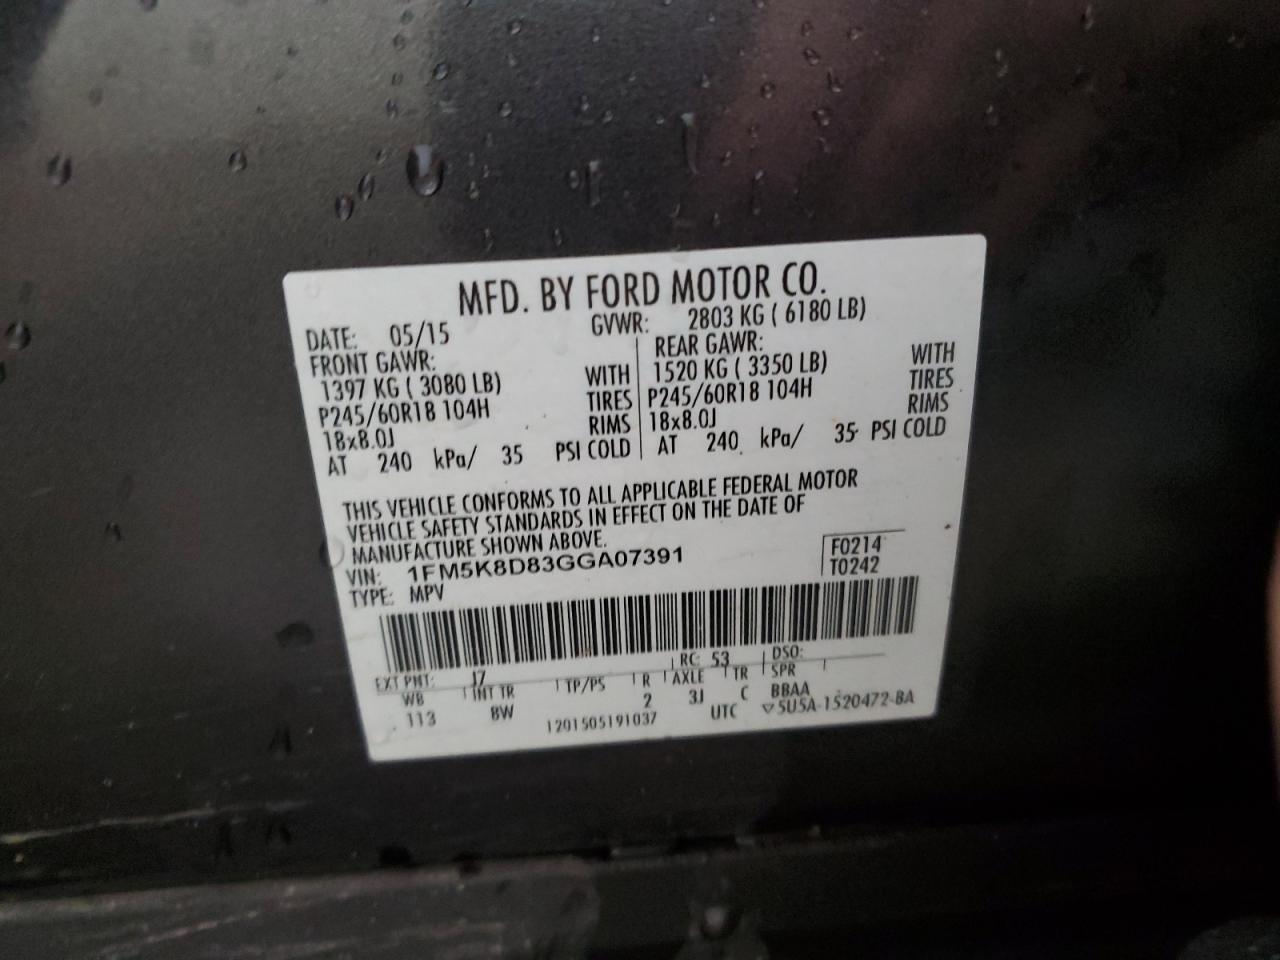 MFD. BY FORD MOTOR CO.
DATE: 05/15 GVWR: 2803 KG ( 6180 LB)
FRONT GAWR: REAR GAWR:
1397 KG ( 3080 LB) WITH 1520 KG ( 3350 LB) WITH
P245/60R18 104H TIRES P245/60R18 104H TIRES
18x8.0J RIMS 18x8.0J RIMS
AT 240 kPa/ 35 PSI COLD AT 240 kPa/ 35 PSI COLD
THIS VEHICLE CONFORMS TO ALL APPLICABLE FEDERAL MOTOR
VEHICLE SAFETY STANDARDS IN EFFECT ON THE DATE OF
MANUFACTURE SHOWN ABOVE.
VIN: 1FM5K8D83GGA07391 F0214
TYPE: MPV T0242
EXT PNT: J7 RC: 53 DSO:
WB INT TR TP/PS R AXLE TR SPR
113 8W 2 3J C BBAA
1201505191037 UTC ▽5U5A-1520472-BA